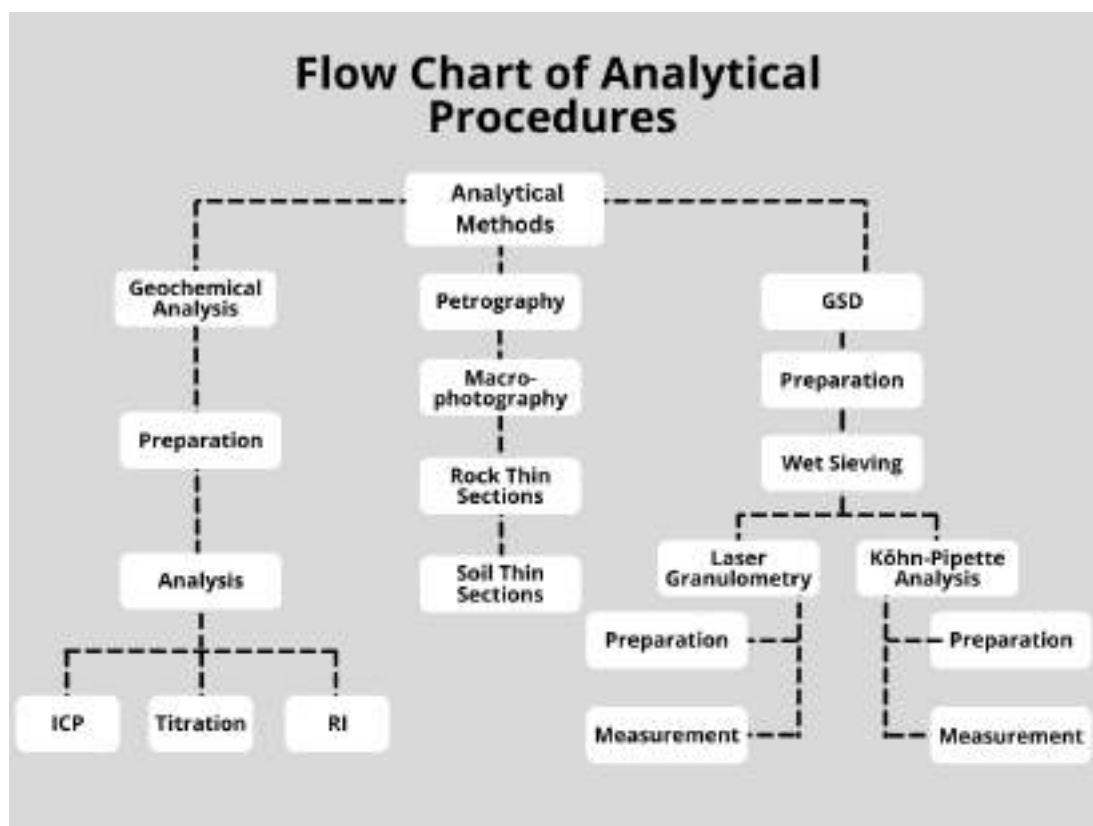 Flow Chart of Analytical
Procedures
Analytical
Methods
Geochemical
Analysis
Petrography
GSD
Macro-
photography
Preparation
Preparation
Rock Thin
Sections
Wet Sieving
Analysis
Soil Thin
Sections
Laser
Granulometry
Köhn-Pipette
Analysis
Preparation
Preparation
ICP
Titration
RI
Measurement
Measurement